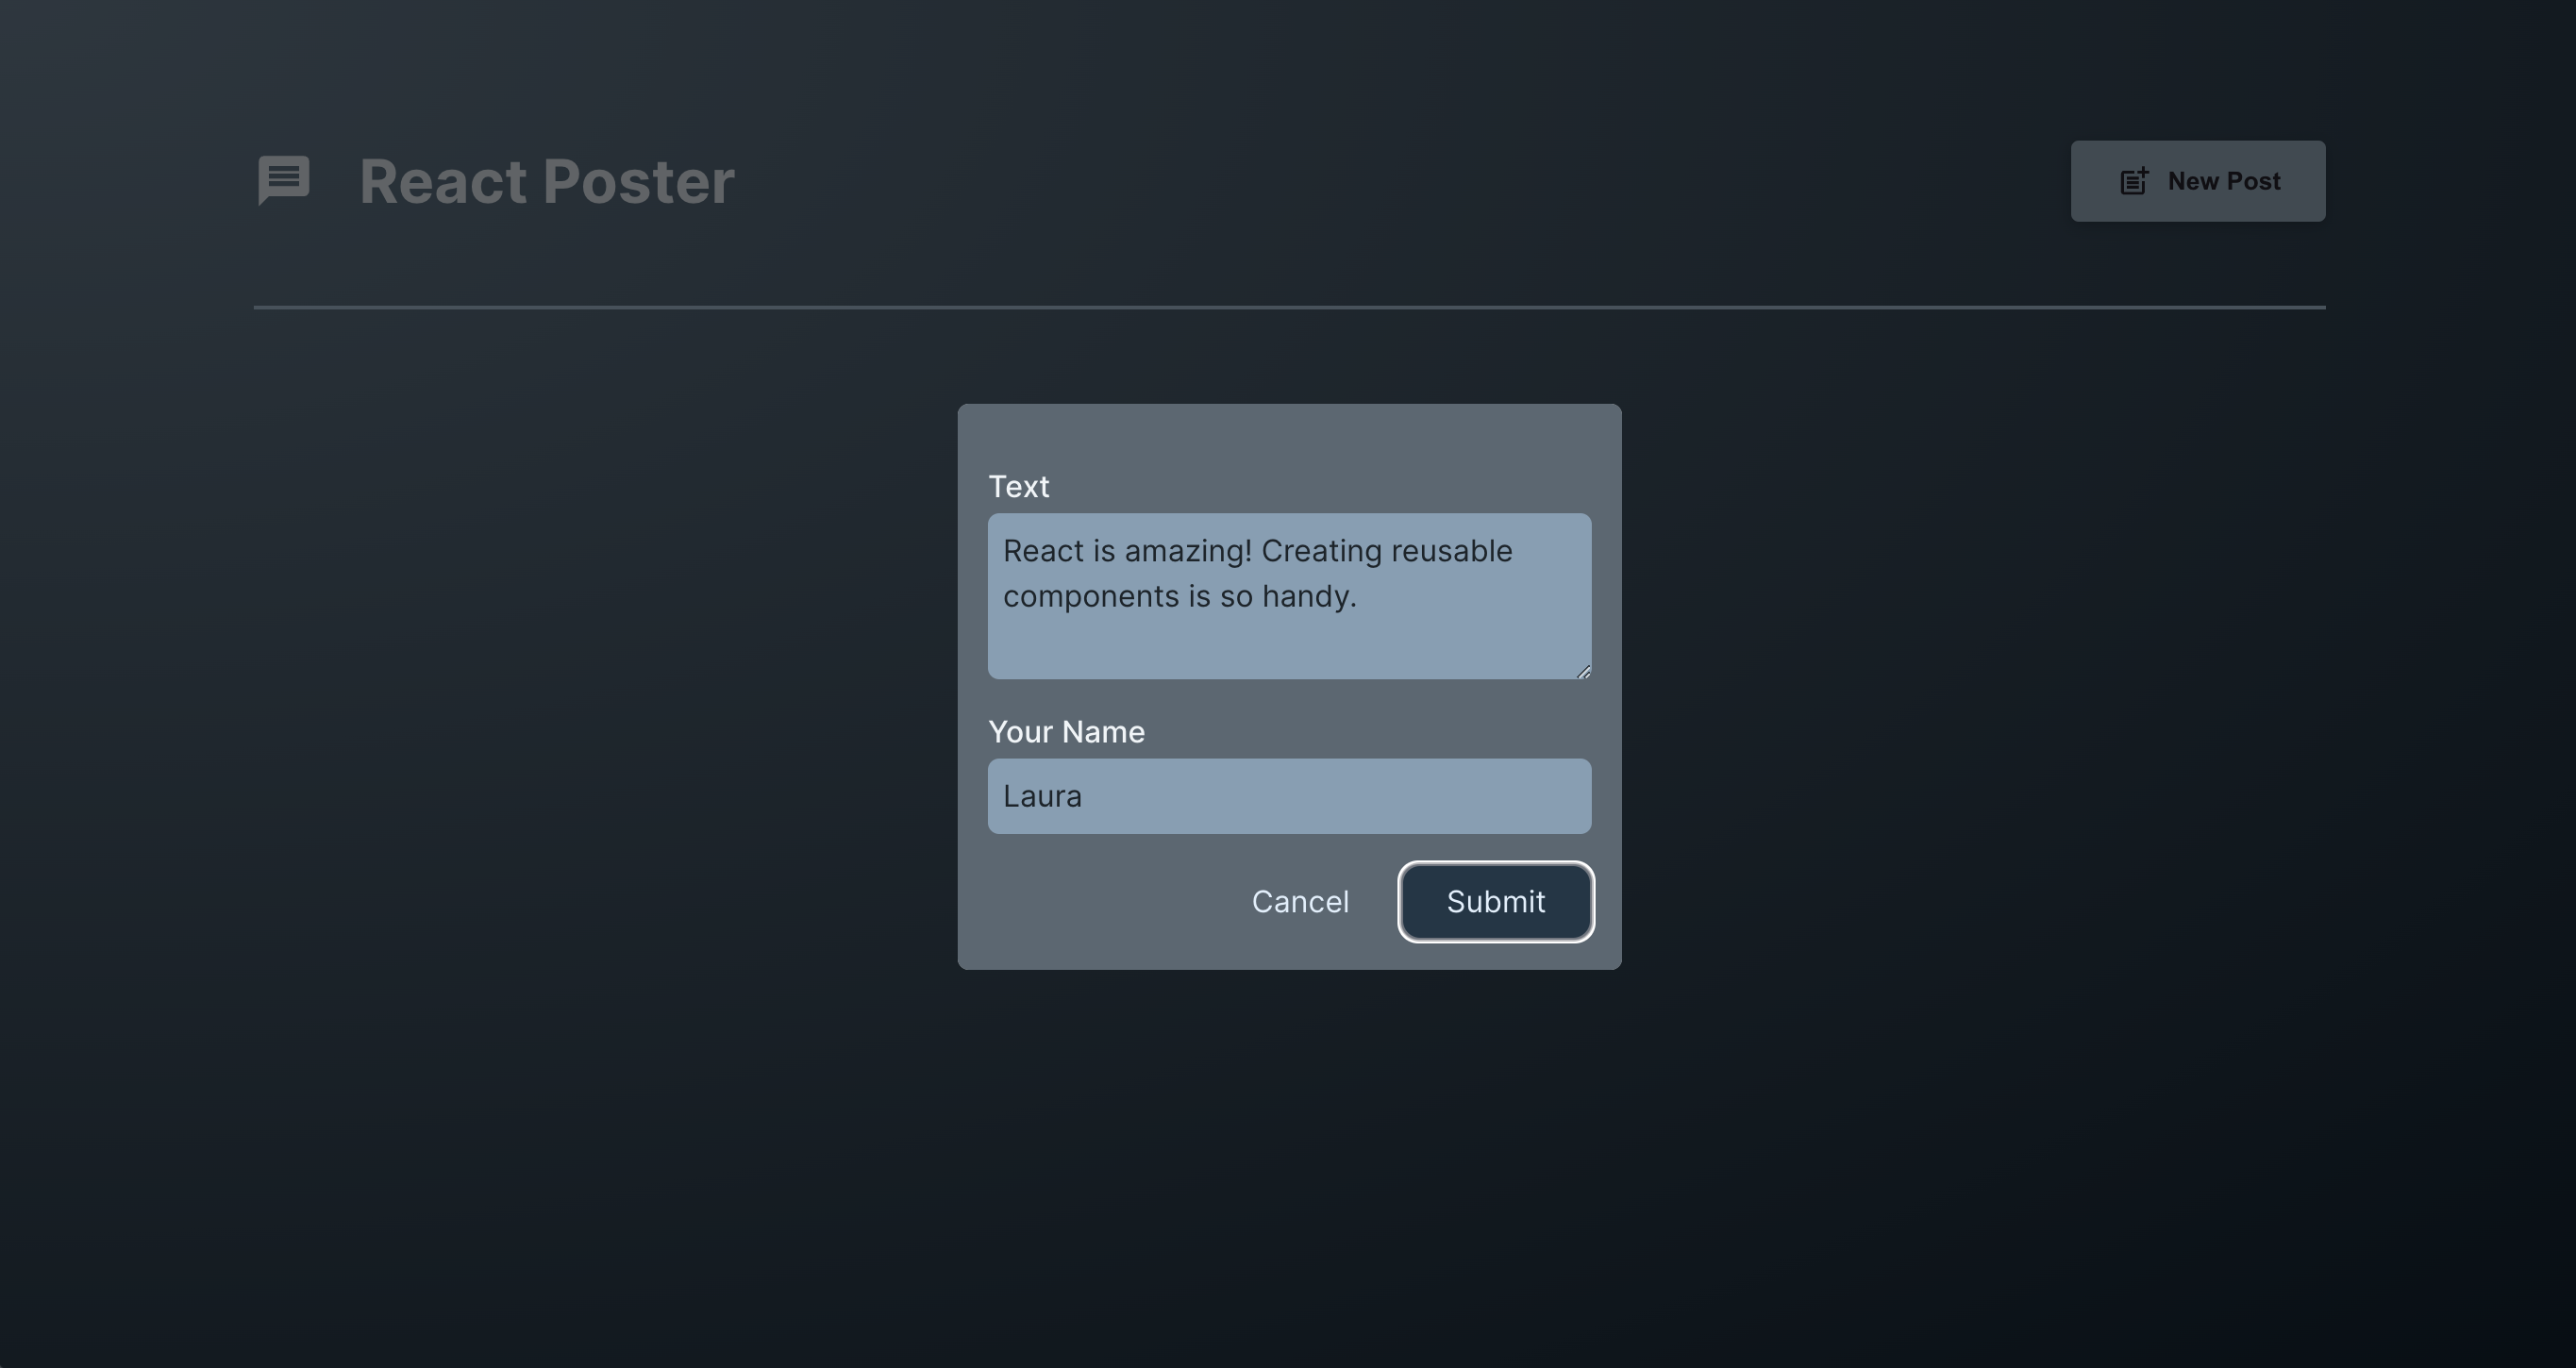 React Poster
New Post
Text
React is amazing! Creating reusable
components is so handy.
Your Name
Laura
Cancel
Submit